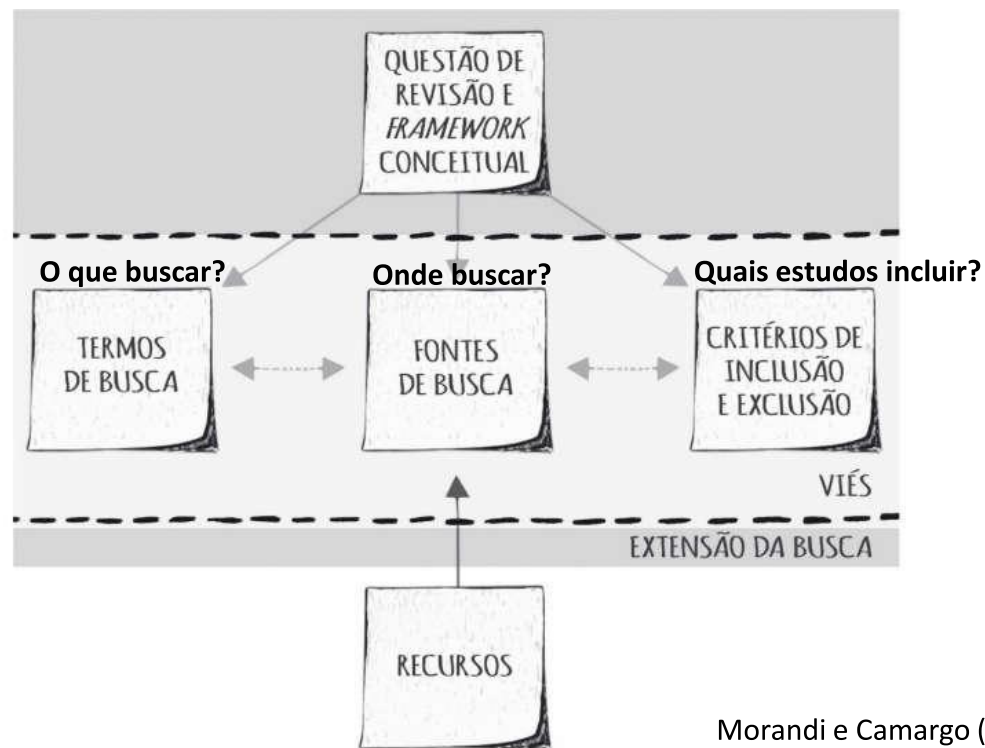 QUESTÃO DE
REVISÃO E
FRAMEWORK
CONCEITUAL
O que buscar?
Onde buscar?
Quais estudos incluir?
TERMOS
DE BUSCA
FONTES
DE BUSCA
CRITÉRIOS DE
INCLUSÃO
E EXCLUSÃO
VIÉS
EXTENSÃO DA BUSCA
RECURSOS
Morandi e Camargo (